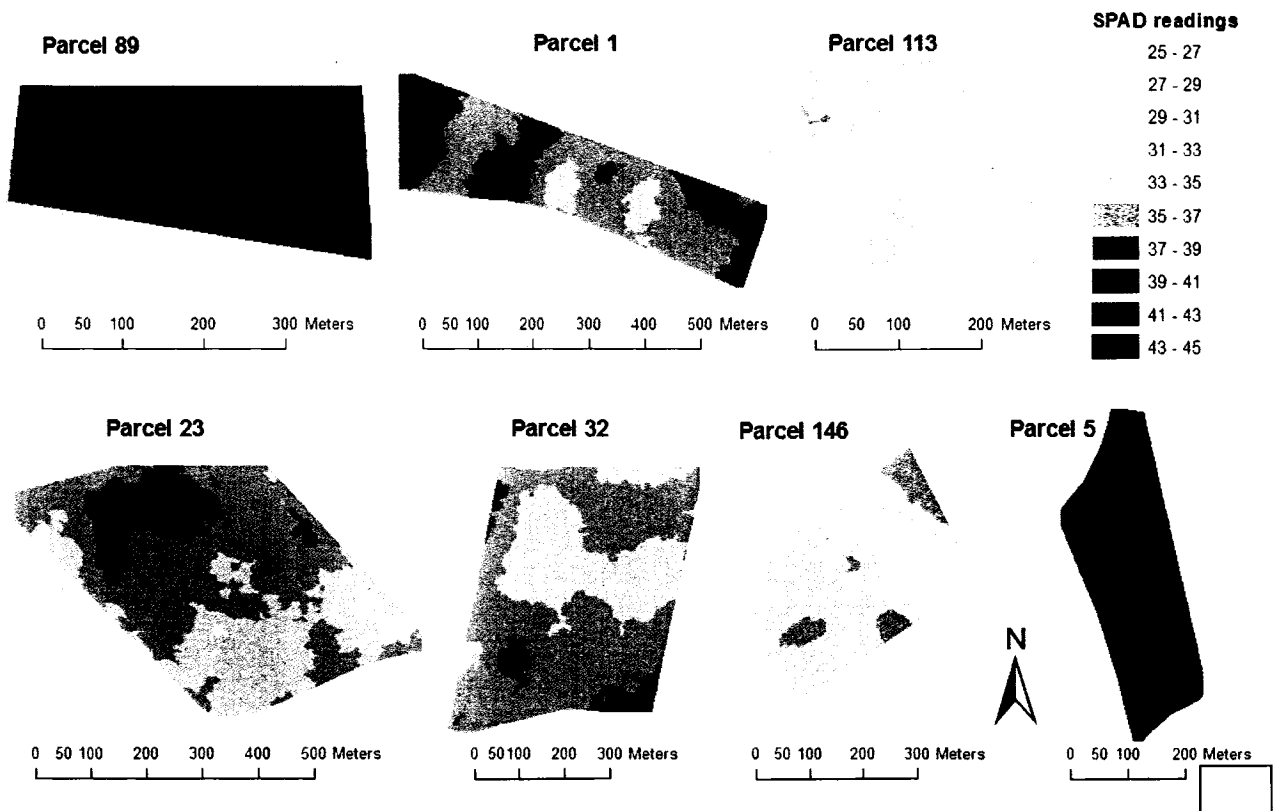 Parcel 89
Parcel 1
Parcel 113
SPAD readings
25 - 27
27 - 29
29 - 31
31 - 33
33 - 35
35 - 37
37 - 39
39 - 41
41 - 43
43 - 45
0 50 100 200 300 Meters
0 50 100 200 300 400 500 Meters
0 50 100 200 Meters
Parcel 23
Parcel 32
Parcel 146
Parcel 5
N
0 50 100 200 300 400 500 Meters
0 50 100 200 300 Meters
0 50 100 200 300 Meters
0 50 100 200 Meters